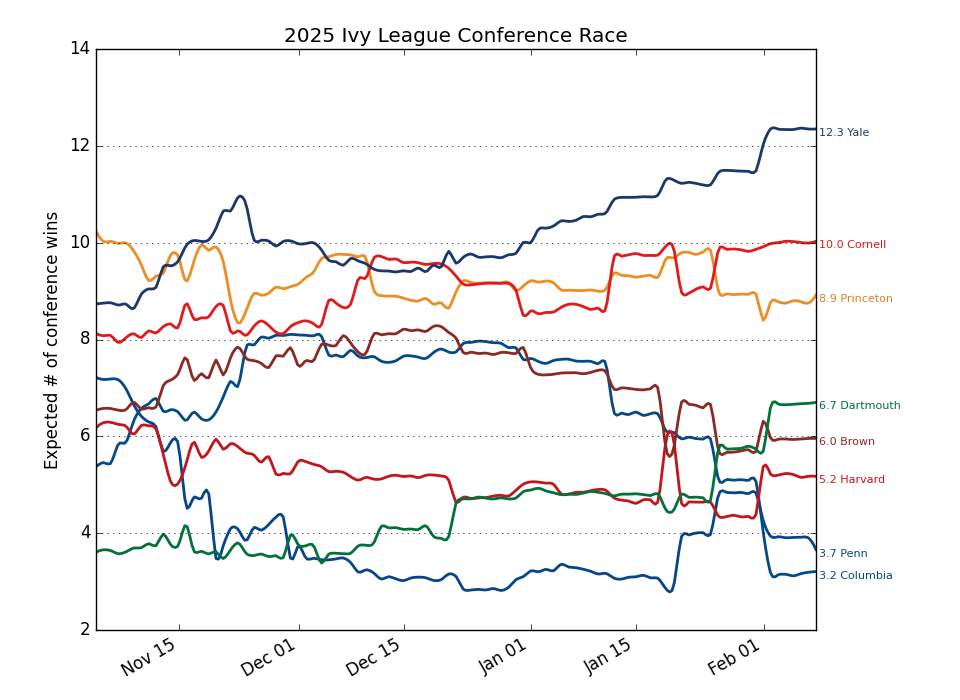 2025 Ivy League Conference Race
Expected # of conference wins
14
12
10
8
6
4
2
Nov 15
Dec 01
Dec 15
Jan 01
Jan 15
Feb 01
12.3 Yale
10.0 Cornell
8.9 Princeton
6.7 Dartmouth
6.0 Brown
5.2 Harvard
3.7 Penn
3.2 Columbia